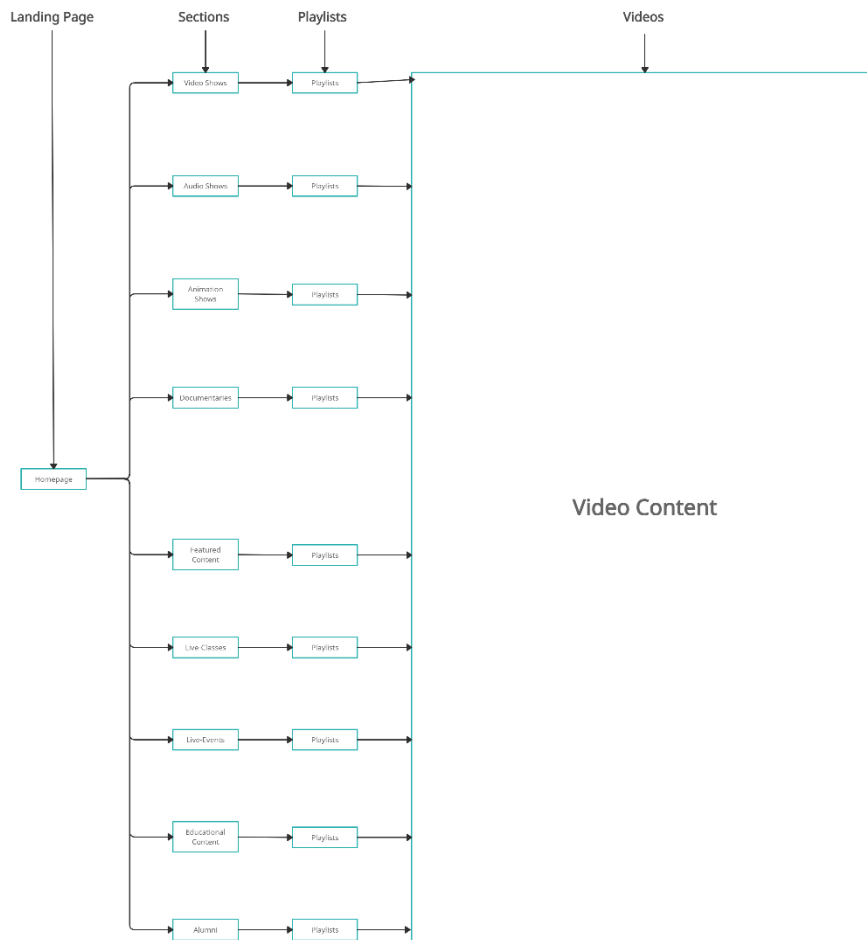 Landing Page
Sections
Playlists
Videos
Video Shows
Playlists
Audio Shows
Playlists
Animation
Shows
Playlists
Documentaries
Playlists
Homepage
Video Content
Featured
Content
Playlists
Live Classes
Playlists
Live-Events
Playlists
Educational
Content
Playlists
Alumni
Playlists